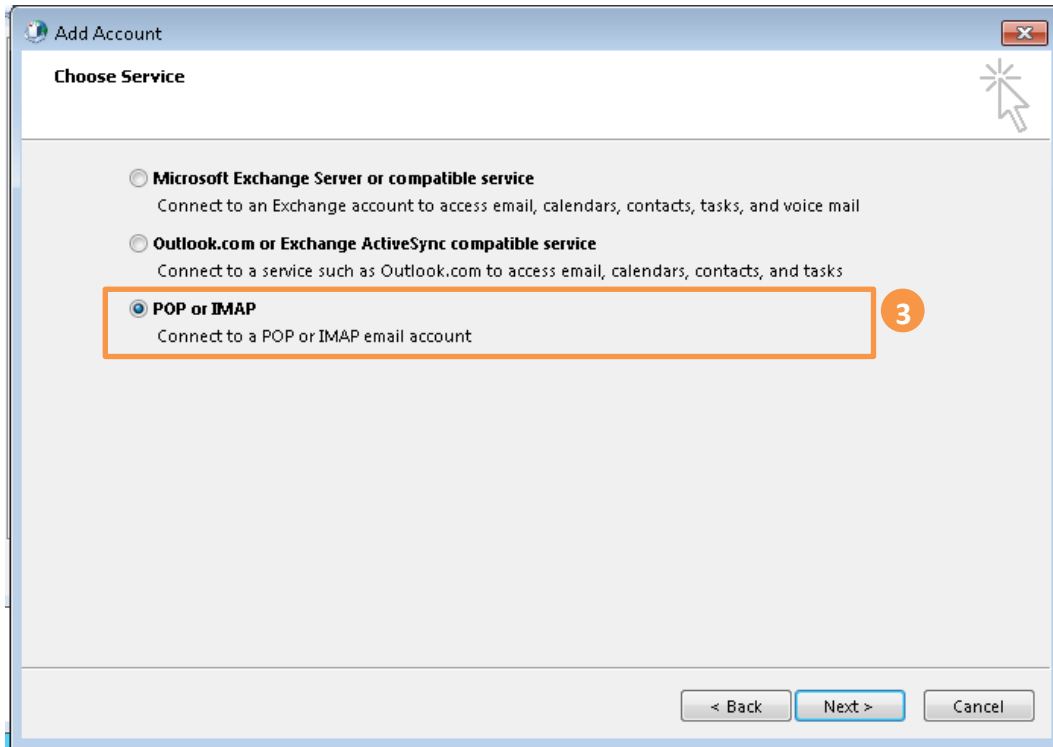 Add Account
Choose Service
Microsoft Exchange Server or compatible service
Connect to an Exchange account to access email, calendars, contacts, tasks, and voice mail
Outlook.com or Exchange ActiveSync compatible service
Connect to a service such as Outlook.com to access email, calendars, contacts, and tasks
POP or IMAP
3
Connect to a POP or IMAP email account
< Back Next > Cancel